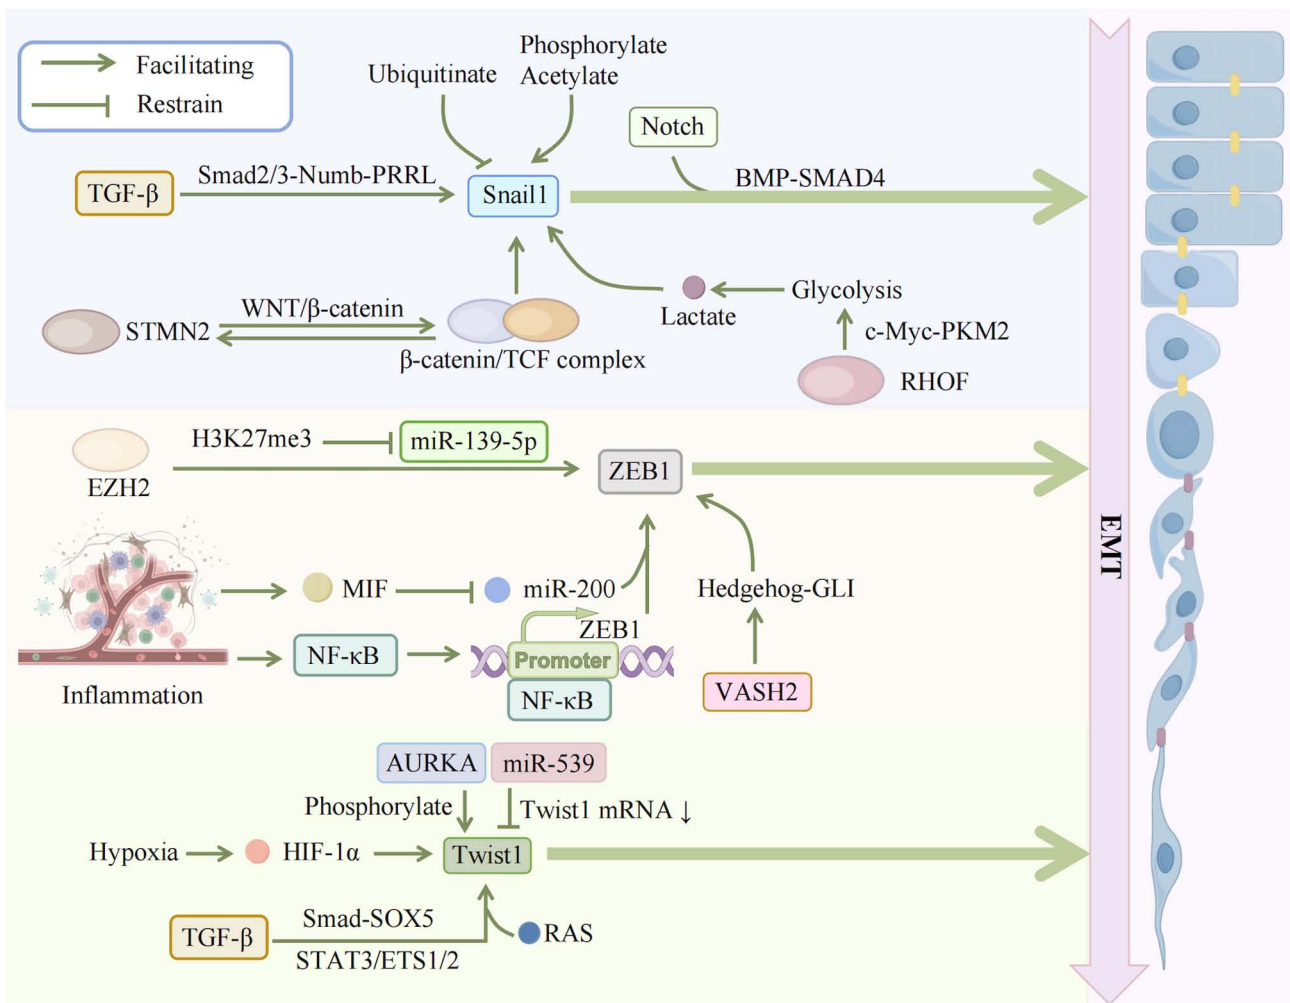 Facilitating
Restrain
Ubiquitinate
Phosphorylate
Acetylate
Notch
TGF-β
Smad2/3-Numb-PRRL
Snail1
BMP-SMAD4
STMN2
WNT/β-catenin
β-catenin/TCF complex
Lactate
Glycolysis
c-Myc-PKM2
RHOF
H3K27me3
miR-139-5p
EZH2
ZEB1
EMT
MIF
miR-200
Hedgehog-GLI
ZEB1
NF-κB
Promoter
NF-κB
VASH2
Inflammation
AURKA
miR-539
Phosphorylate
Twist1 mRNA ↓
Hypoxia
HIF-1α
Twist1
TGF-β
Smad-SOX5
STAT3/ETS1/2
RAS